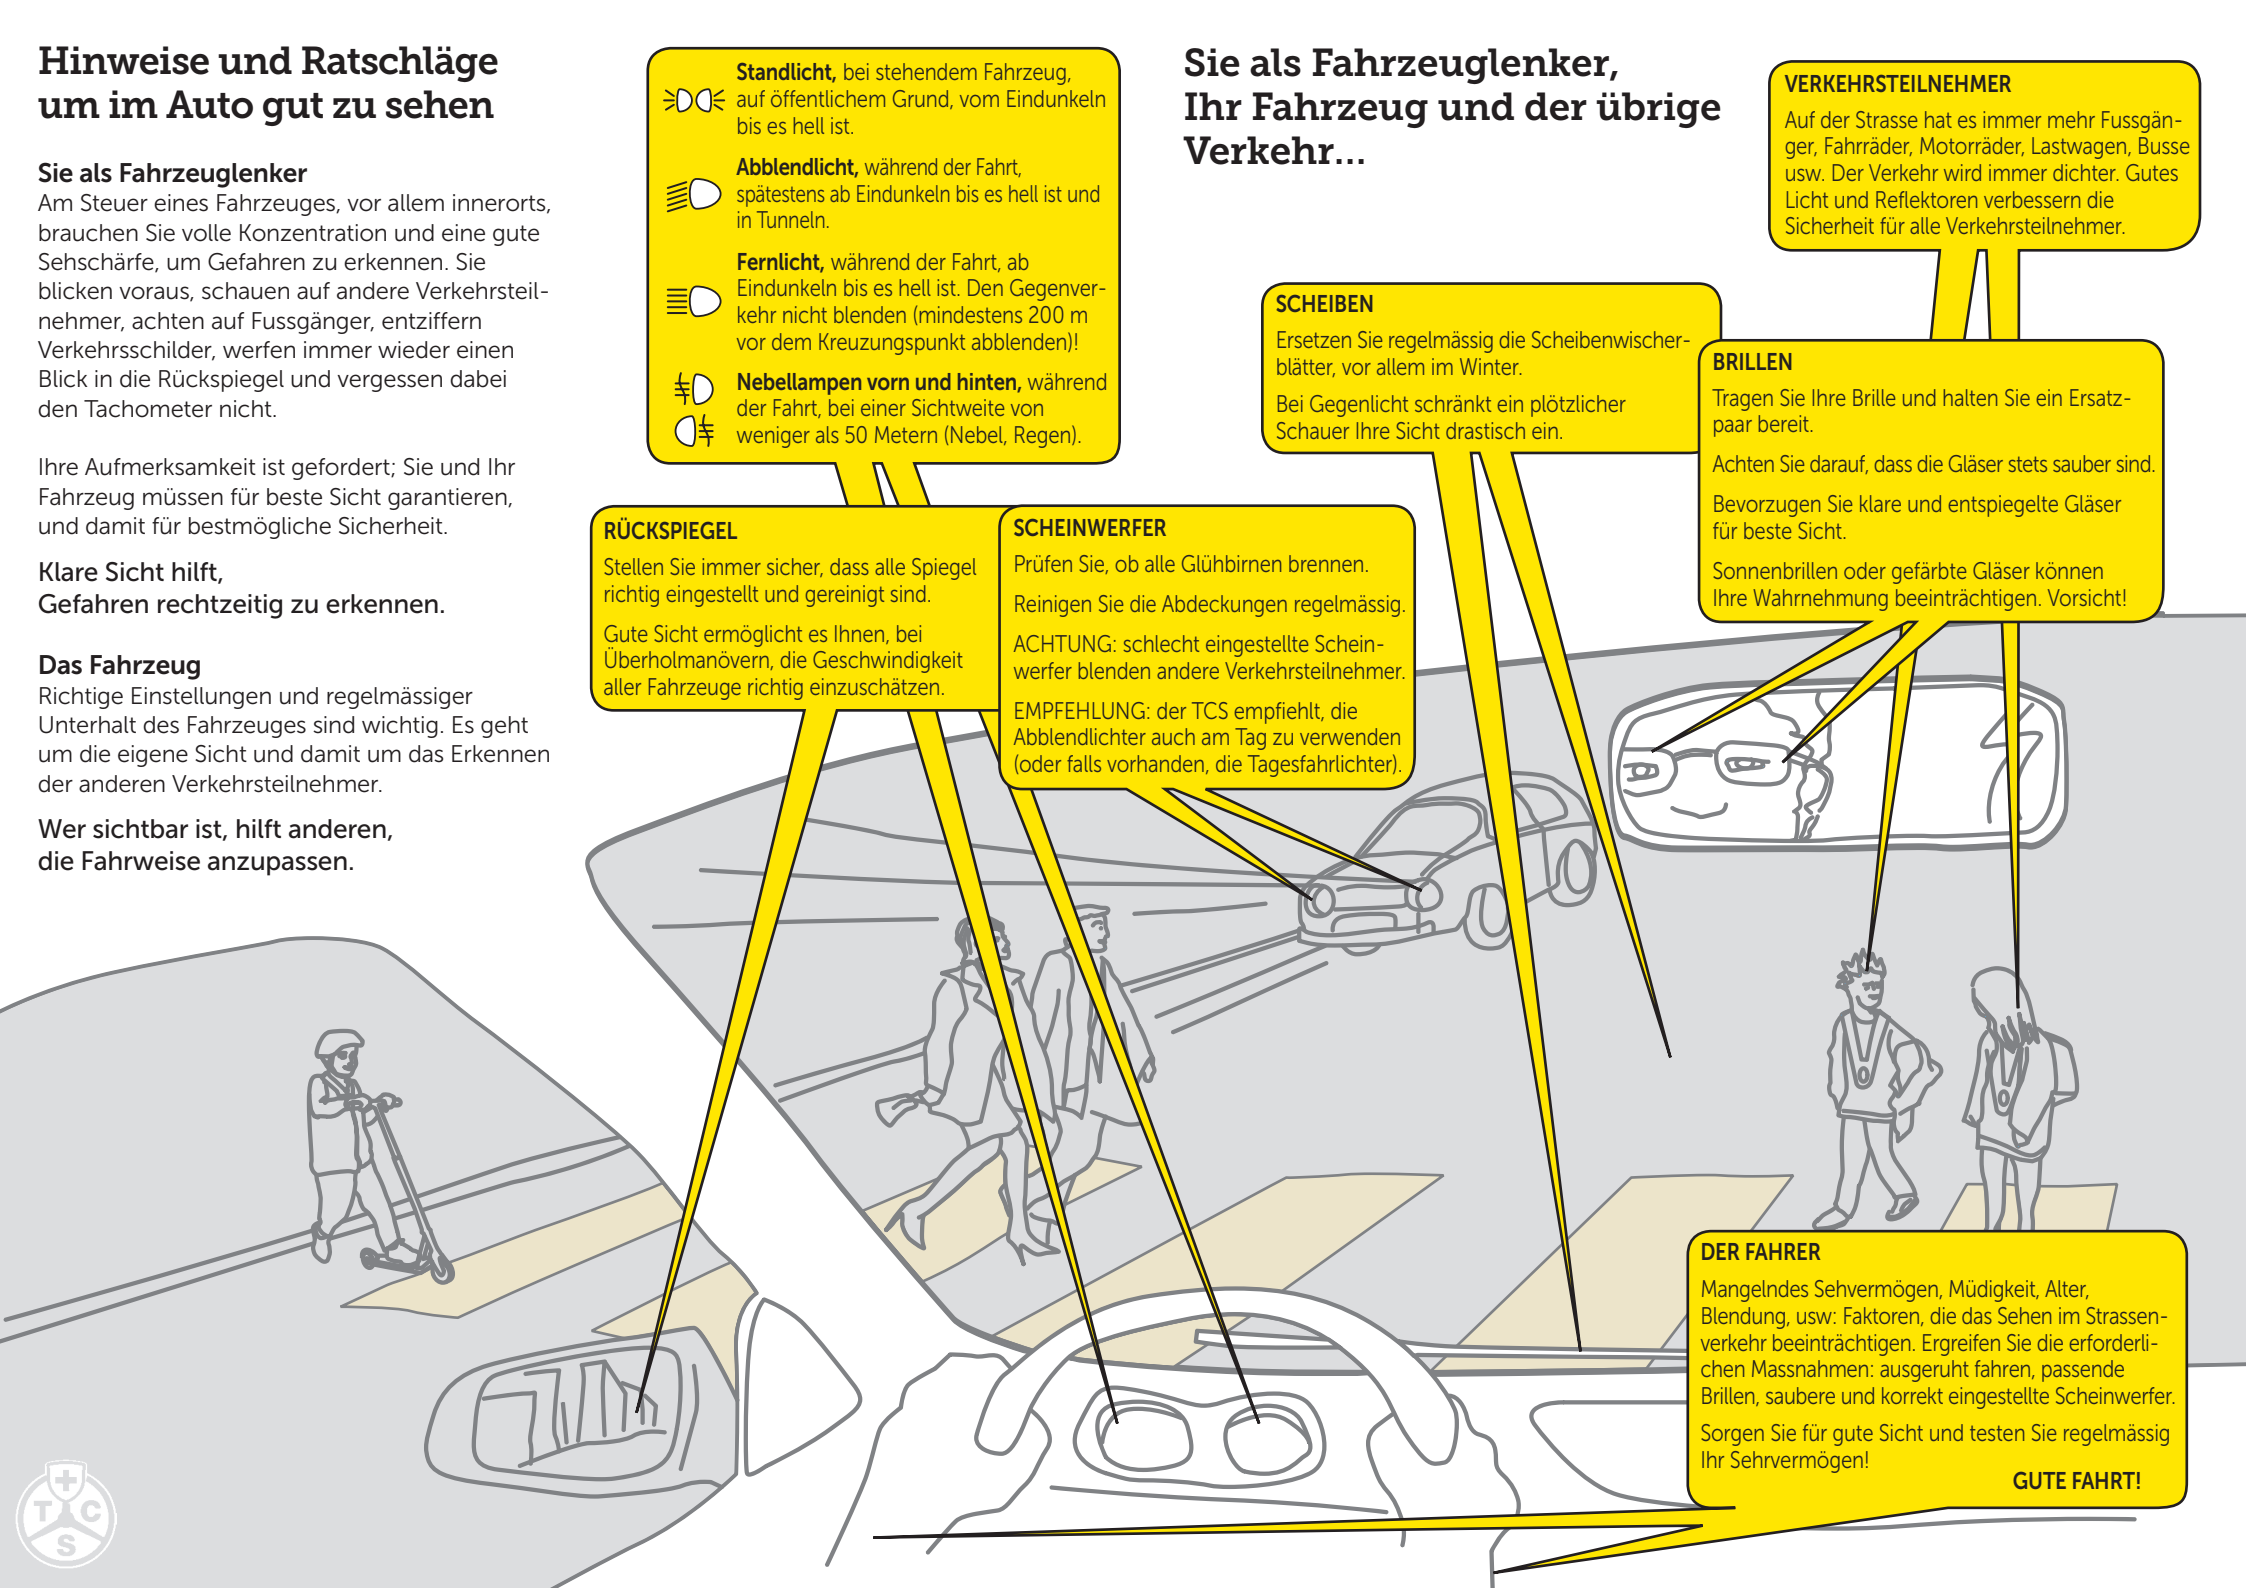 Hinweise und Ratschläge
um im Auto gut zu sehen
Sie als Fahrzeuglenker
Am Steuer eines Fahrzeuges, vor allem innerorts,
brauchen Sie volle Konzentration und eine gute
Sehschärfe, um Gefahren zu erkennen. Sie
blicken voraus, schauen auf andere Verkehrsteil-
nehmer, achten auf Fussgänger, entziffern
Verkehrsschilder, werfen immer wieder einen
Blick in die Rückspiegel und vergessen dabei
den Tachometer nicht.
Ihre Aufmerksamkeit ist gefordert; Sie und Ihr
Fahrzeug müssen für beste Sicht garantieren,
und damit für bestmögliche Sicherheit.
Klare Sicht hilft,
Gefahren rechtzeitig zu erkennen.
Das Fahrzeug
Richtige Einstellungen und regelmässiger
Unterhalt des Fahrzeuges sind wichtig. Es geht
um die eigene Sicht und damit um das Erkennen
der anderen Verkehrsteilnehmer.
Wer sichtbar ist, hilft anderen,
die Fahrweise anzupassen.
Standlicht, bei stehendem Fahrzeug,
auf öffentlichem Grund, vom Eindunkeln
bis es hell ist.
Abblendlicht, während der Fahrt,
spätestens ab Eindunkeln bis es hell ist und
in Tunneln.
Fernlicht, während der Fahrt, ab
Eindunkeln bis es hell ist. Den Gegenver-
kehr nicht blenden (mindestens 200 m
vor dem Kreuzungspunkt abblenden)!
Nebellampen vorn und hinten, während
der Fahrt, bei einer Sichtweite von
weniger als 50 Metern (Nebel, Regen).
RÜCKSPIEGEL
Stellen Sie immer sicher, dass alle Spiegel
richtig eingestellt und gereinigt sind.
Gute Sicht ermöglicht es Ihnen, bei
Überholmanövern, die Geschwindigkeit
aller Fahrzeuge richtig einzuschätzen.
SCHEINWERFER
Prüfen Sie, ob alle Glühbirnen brennen.
Reinigen Sie die Abdeckungen regelmässig.
ACHTUNG: schlecht eingestellte Schein-
werfer blenden andere Verkehrsteilnehmer.
EMPFEHLUNG: der TCS empfiehlt, die
Abblendlichter auch am Tag zu verwenden
(oder falls vorhanden, die Tagesfahrlichter).
Sie als Fahrzeuglenker,
Ihr Fahrzeug und der übrige
Verkehr...
SCHEIBEN
Ersetzen Sie regelmässig die Scheibenwischer-
blätter, vor allem im Winter.
Bei Gegenlicht schränkt ein plötzlicher
Schauer Ihre Sicht drastisch ein.
VERKEHRSTEILNEHMER
Auf der Strasse hat es immer mehr Fussgän-
ger, Fahrräder, Motorräder, Lastwagen, Busse
usw. Der Verkehr wird immer dichter. Gutes
Licht und Reflektoren verbessern die
Sicherheit für alle Verkehrsteilnehmer.
BRILLEN
Tragen Sie Ihre Brille und halten Sie ein Ersatz-
paar bereit.
Achten Sie darauf, dass die Gläser stets sauber sind.
Bevorzugen Sie klare und entspiegelte Gläser
für beste Sicht.
Sonnenbrillen oder gefärbte Gläser können
Ihre Wahrnehmung beeinträchtigen. Vorsicht!
DER FAHRER
Mangelndes Sehvermögen, Müdigkeit, Alter,
Blendung, usw: Faktoren, die das Sehen im Strassen-
verkehr beeinträchtigen. Ergreifen Sie die erforderli-
chen Massnahmen: ausgeruht fahren, passende
Brillen, saubere und korrekt eingestellte Scheinwerfer.
Sorgen Sie für gute Sicht und testen Sie regelmässig
Ihr Sehrvermögen!
GUTE FAHRT!
T C
S